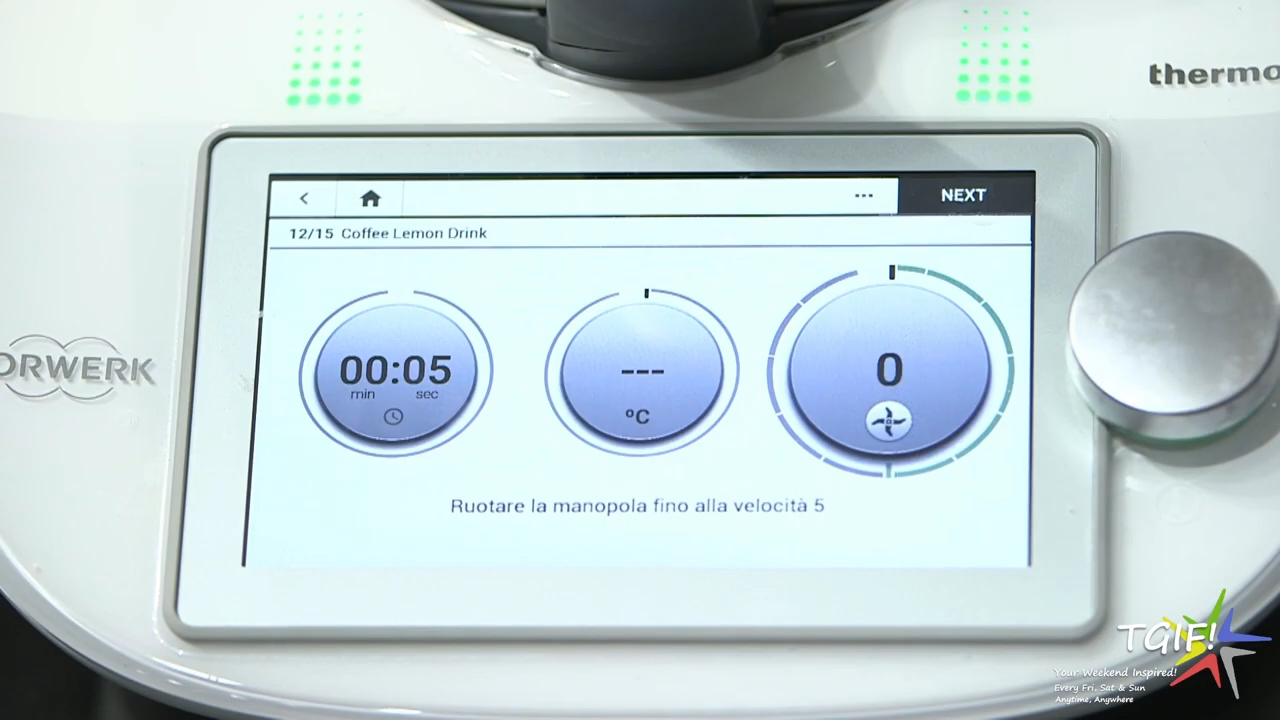 thermo
NEXT
12/15 Coffee Lemon Drink
00:05
min sec
---
°C
0
ORWERK
Ruotare la manopola fino alla velocità 5
TGIF!
Your Weekend Inspired!
Every Fri, Sat & Sun
Anytime, Anywhere